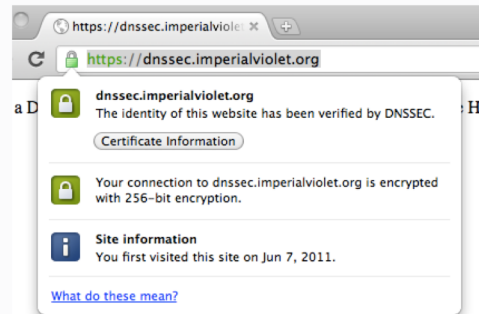 https://dnssec.imperialviolet
https://dnssec.imperialviolet.org
a D
e H
dnssec.imperialviolet.org
The identity of this website has been verified by DNSSEC.
Certificate Information
Your connection to dnssec.imperialviolet.org is encrypted
with 256-bit encryption.
Site information
You first visited this site on Jun 7, 2011.
What do these mean?